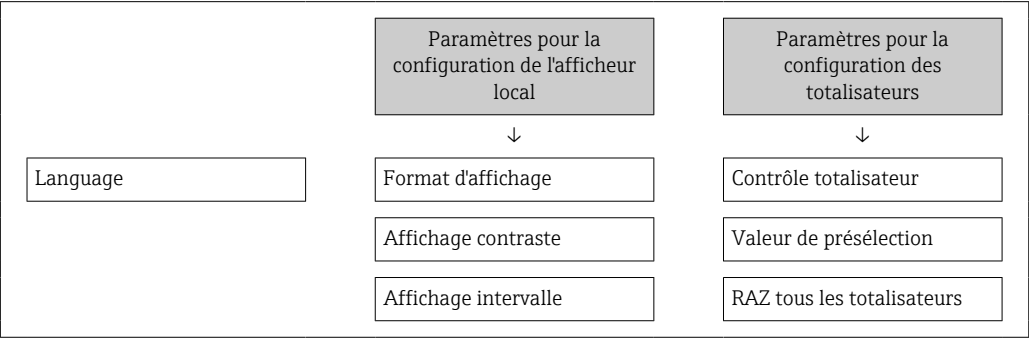 Paramètres pour la
configuration de l'afficheur
local
Paramètres pour la
configuration des
totalisateurs
↓
↓
Language
Format d'affichage
Contrôle totalisateur
Affichage contraste
Valeur de présélection
Affichage intervalle
RAZ tous les totalisateurs